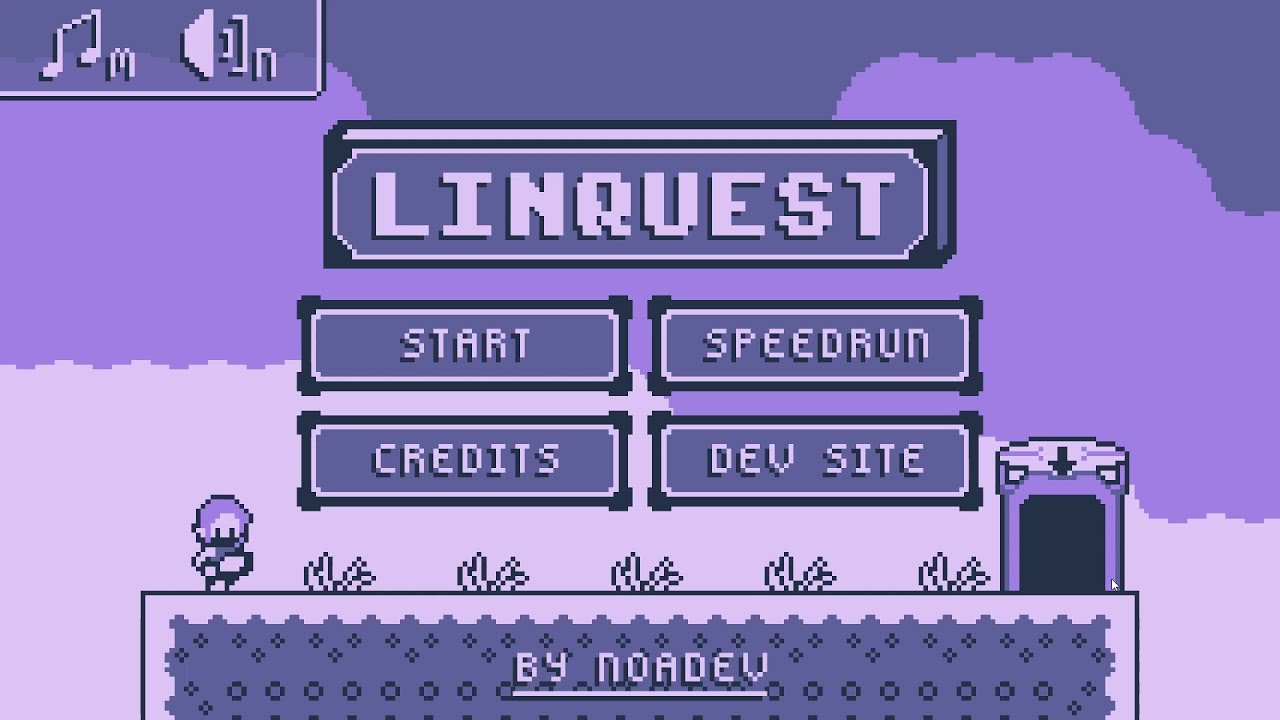 M N
LINQUEST
START SPEEDRUN
CREDITS DEV SITE
BY NOADEV